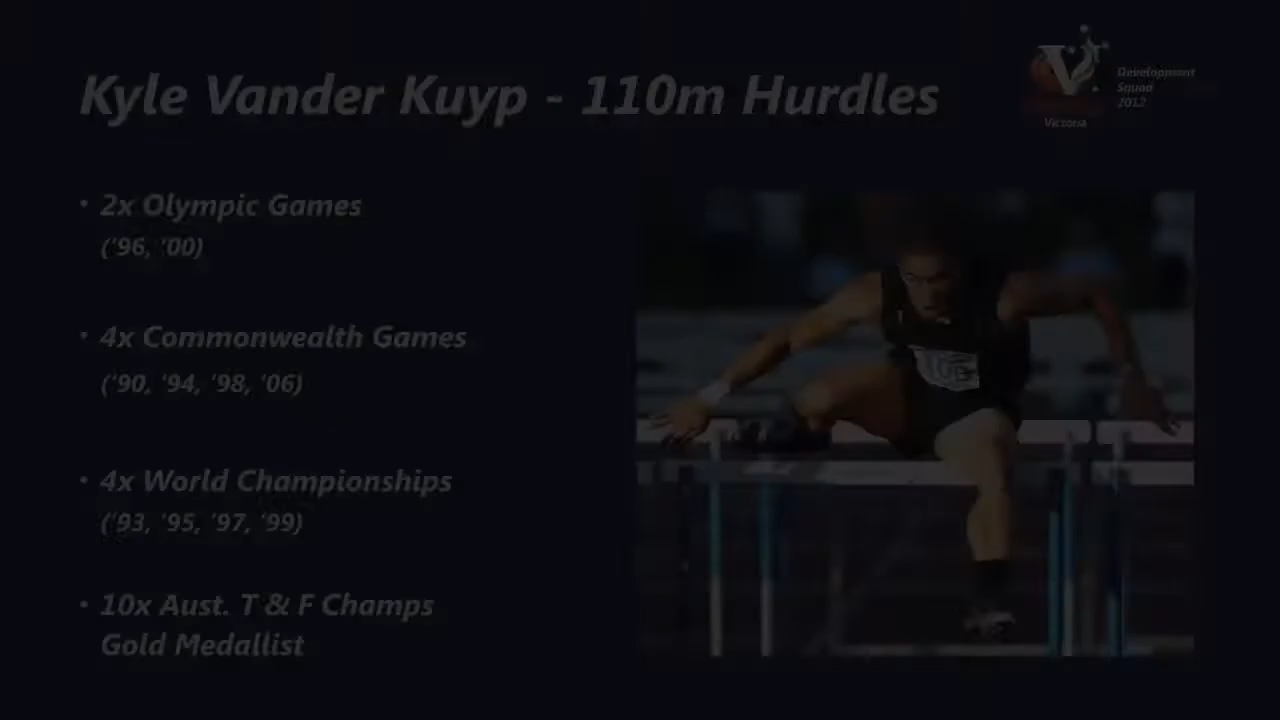 Kyle Vander Kuyp - 110m Hurdles
Development
Squad
2012
Victoria
• 2x Olympic Games
('96, '00)
• 4x Commonwealth Games
('90, '94, '98, '06)
• 4x World Championships
('93, '95, '97, '99)
• 10x Aust. T & F Champs
Gold Medallist